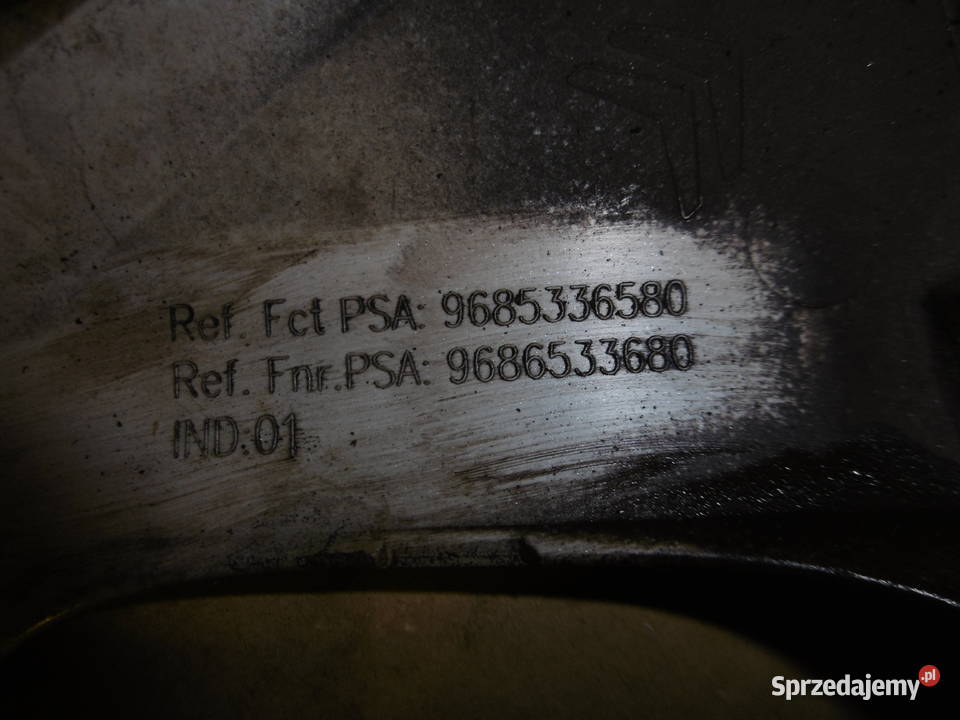 Ref. Fct PSA: 9685336580
Ref. Fnr.PSA: 9686533680
IND:01
Sprzedajemy.pl